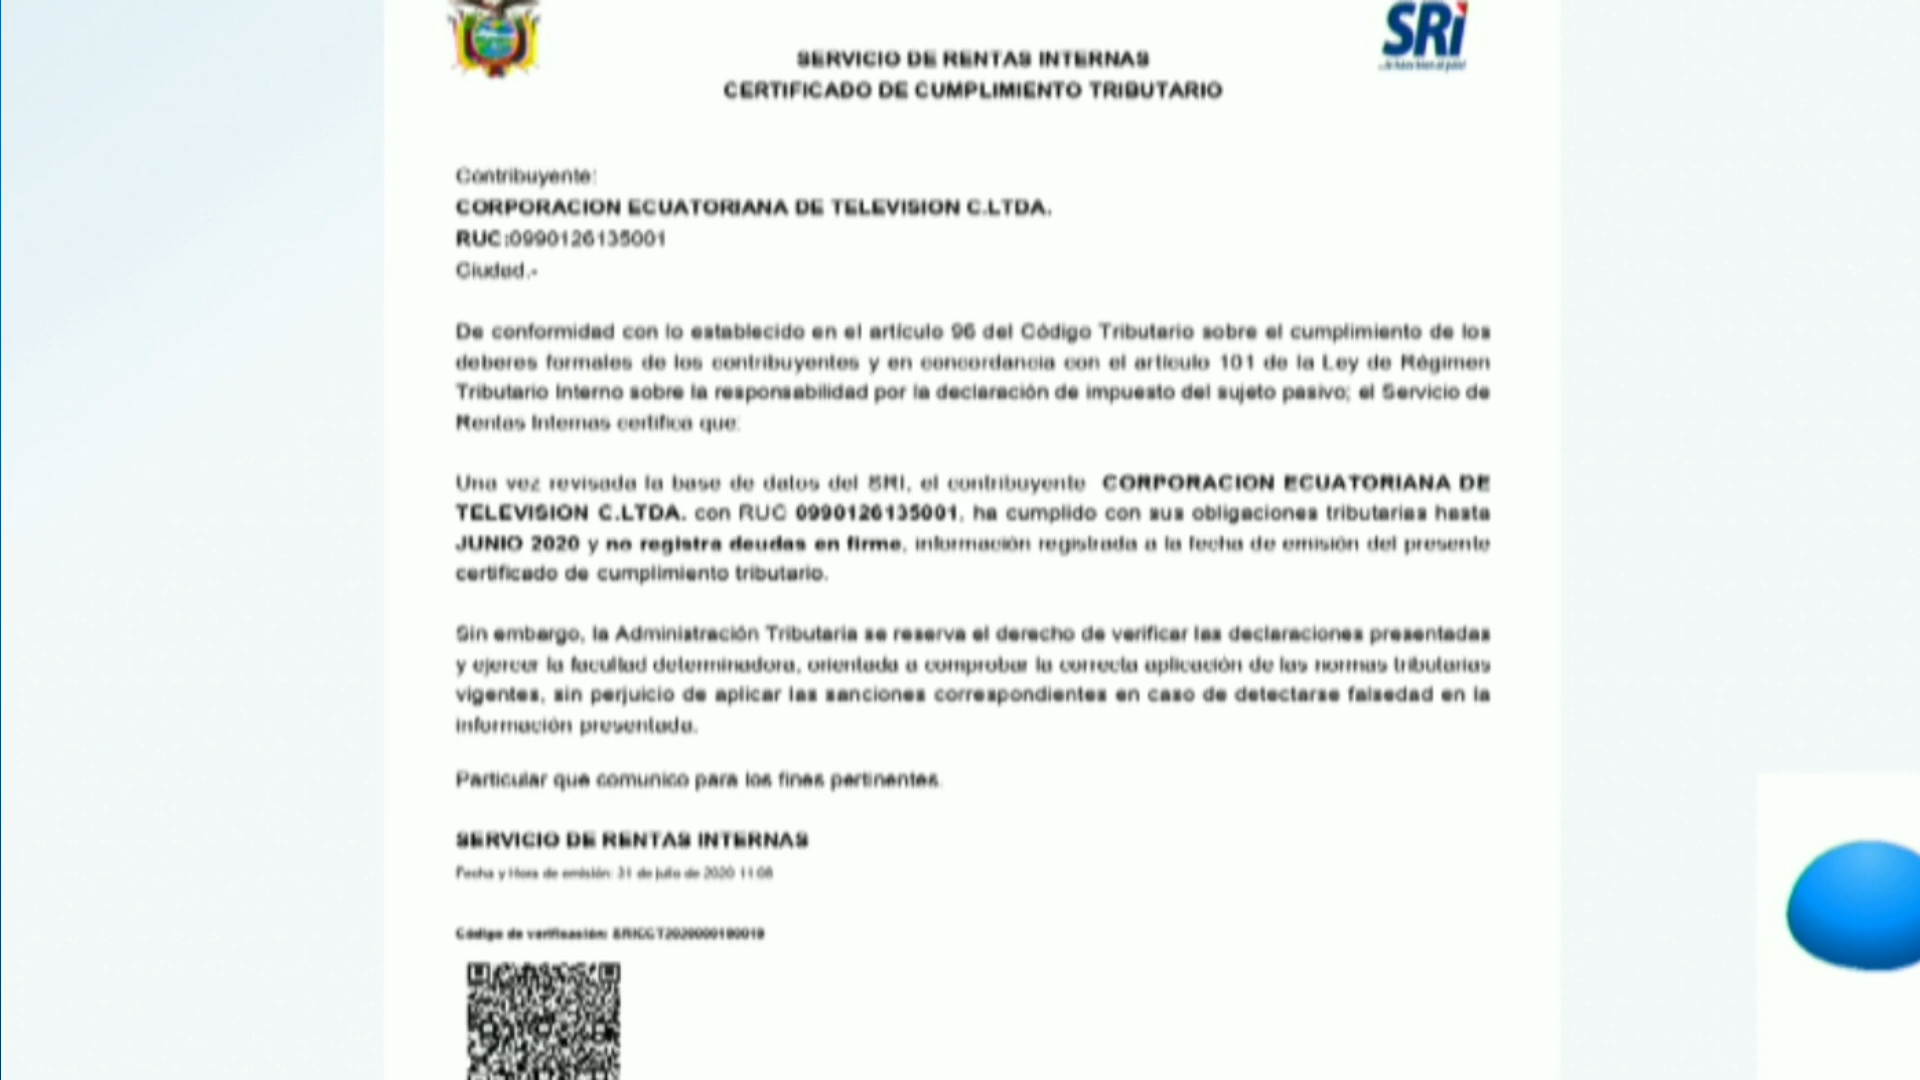 SRi
SERVICIO DE RENTAS INTERNAS
CERTIFICADO DE CUMPLIMIENTO TRIBUTARIO
Contribuyente:
CORPORACION ECUATORIANA DE TELEVISION C.LTDA.
RUC:0990126135001
Ciudad.-
De conformidad con lo establecido en el artículo 96 del Código Tributario sobre el cumplimiento de los
deberes formales de los contribuyentes y en concordancia con el artículo 101 de la Ley de Régimen
Tributario Interno sobre la responsabilidad por la declaración de impuesto del sujeto pasivo; el Servicio de
Rentas Internas certifica que:
Una vez revisada la base de datos del SRI, el contribuyente CORPORACION ECUATORIANA DE
TELEVISION C.LTDA. con RUC 0990126135001, ha cumplido con sus obligaciones tributarias hasta
JUNIO 2020 y no registra deudas en firme, información registrada a la fecha de emisión del presente
certificado de cumplimiento tributario.
Sin embargo, la Administración Tributaria se reserva el derecho de verificar las declaraciones presentadas
y ejercer la facultad determinadora, orientada a comprobar la correcta aplicación de las normas tributarias
vigentes, sin perjuicio de aplicar las sanciones correspondientes en caso de detectarse falsedad en la
información presentada.
Particular que comunico para los fines pertinentes.
SERVICIO DE RENTAS INTERNAS
Fecha y Hora de emisión: 31 de julio de 2020 11:08
Código de verificación: